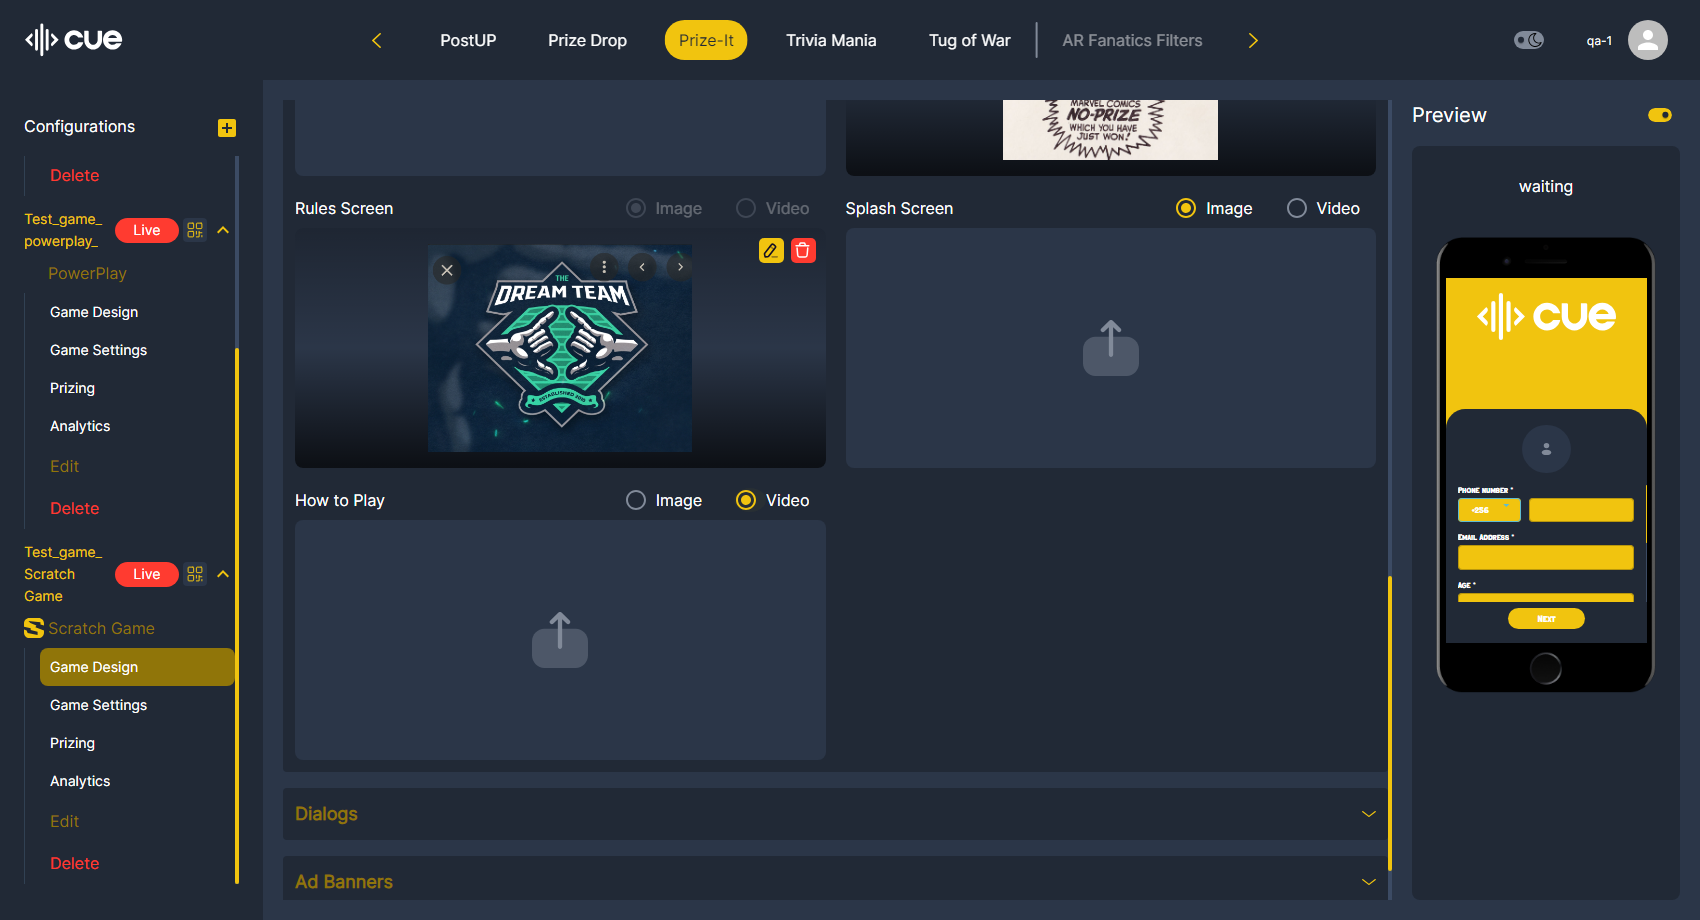 cue
PostUP
Prize Drop
Prize-It
Trivia Mania
Tug of War
AR Fanatics Filters
qa-1
Configurations
Delete
Test_game_
powerplay_
Live
PowerPlay
Game Design
Game Settings
Prizing
Analytics
Edit
Delete
Test_game_
Scratch
Game
Live
Scratch Game
Game Design
Game Settings
Prizing
Analytics
Edit
Delete
MARVEL COMICS
NO-PRIZE
WHICH YOU HAVE
JUST WON!
Rules Screen
Image
Video
Splash Screen
Image
Video
THE
DREAM TEAM
How to Play
Image
Video
Dialogs
Ad Banners
Preview
waiting
cue
Phone number *
+256
Email Address *
Age *
Next